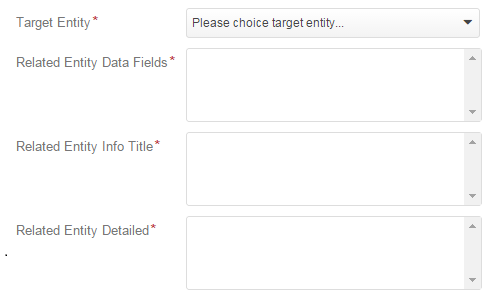 Target Entity* Please choice target entity...
Related Entity Data Fields*
Related Entity Info Title*
Related Entity Detailed*
.